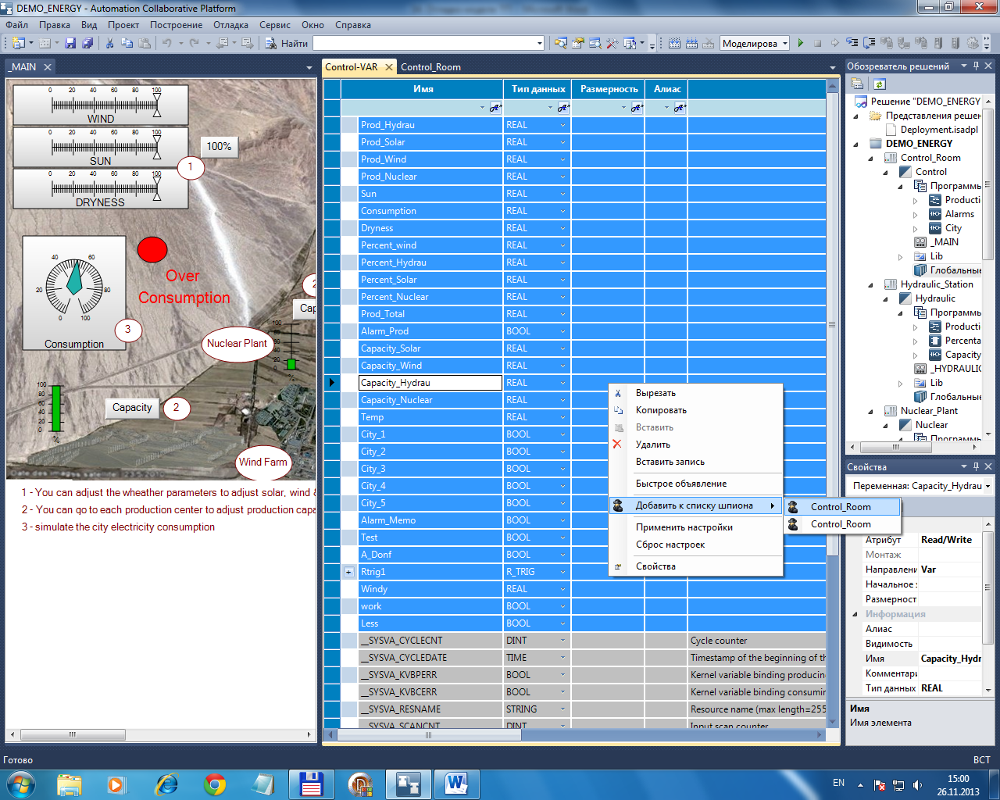 DEMO_ENERGY - Automation Collaborative Platform
Файл Правка Вид Проект Построение Отладка Сервис Окно Справка
Найти
Моделирова
_MAIN
0 20 40 60 80 100
WIND
0 20 40 60 80 100
SUN
0 20 40 60 80 100
DRYNESS
100%
1
Over
Consumption
40 60
20 80
0 100
Consumption
3
2
Cap
Nuclear Plant
100
80
60
40
20
0
%
100
80
60
40
20
0
%
Capacity
2
Wind Farm
1 - You can adjust the wheather parameters to adjust solar, wind &
2 - You can go to each production center to adjust production capa
3 - simulate the city electricity consumption
Control-VAR Control_Room
Имя Тип данных Размерность Алиас
Prod_Hydrau REAL
Prod_Solar REAL
Prod_Wind REAL
Prod_Nuclear REAL
Sun REAL
Consumption REAL
Dryness REAL
Percent_wind REAL
Percent_Hydrau REAL
Percent_Solar REAL
Percent_Nuclear REAL
Prod_Total REAL
Alarm_Prod BOOL
Capacity_Solar REAL
Capacity_Wind REAL
Capacity_Hydrau REAL
Capacity_Nuclear REAL
Temp REAL
City_1 BOOL
City_2 BOOL
City_3 BOOL
City_4 BOOL
City_5 BOOL
Alarm_Memo BOOL
Test BOOL
A_Donf BOOL
Rtrig1 R_TRIG
Windy REAL
work BOOL
Less BOOL
__SYSVA_CYCLECNT DINT Cycle counter
__SYSVA_CYCLEDATE TIME Timestamp of the beginning of th
__SYSVA_KVBPERR BOOL Kernel variable binding producin
__SYSVA_KVBCERR BOOL Kernel variable binding consumin
__SYSVA_RESNAME STRING Resource name (max length=255
__SYSVA_SCANCNT DINT Input scan counter
Вырезать
Копировать
Вставить
Удалить
Вставить запись
Быстрое объявление
Добавить к списку шпиона
Применить настройки
Сброс настроек
Свойства
Control_Room
Control_Room
Обозреватель решений
Решение "DEMO_ENERGY
Представления решен
Deployment.isadpl
DEMO_ENERGY
Control_Room
Control
Программы
Producti
Alarms
City
_MAIN
Lib
Глобальные
Hydraulic_Station
Hydraulic
Программы
Producti
Percenta
Capacity
_HYDRAULIC
Lib
Глобальные
Nuclear_Plant
Nuclear
Программы
Свойства
Переменная: Capacity_Hydrau
Атрибут Read/Write
Монтаж
Направлени Var
Начальное з
Размерност
Информация
Алиас
Видимость
Имя Capacity_Hydr
Комментари
Тип данных REAL
Имя
Имя элемента
Готово
ВСТ
EN
15:00
26.11.2013